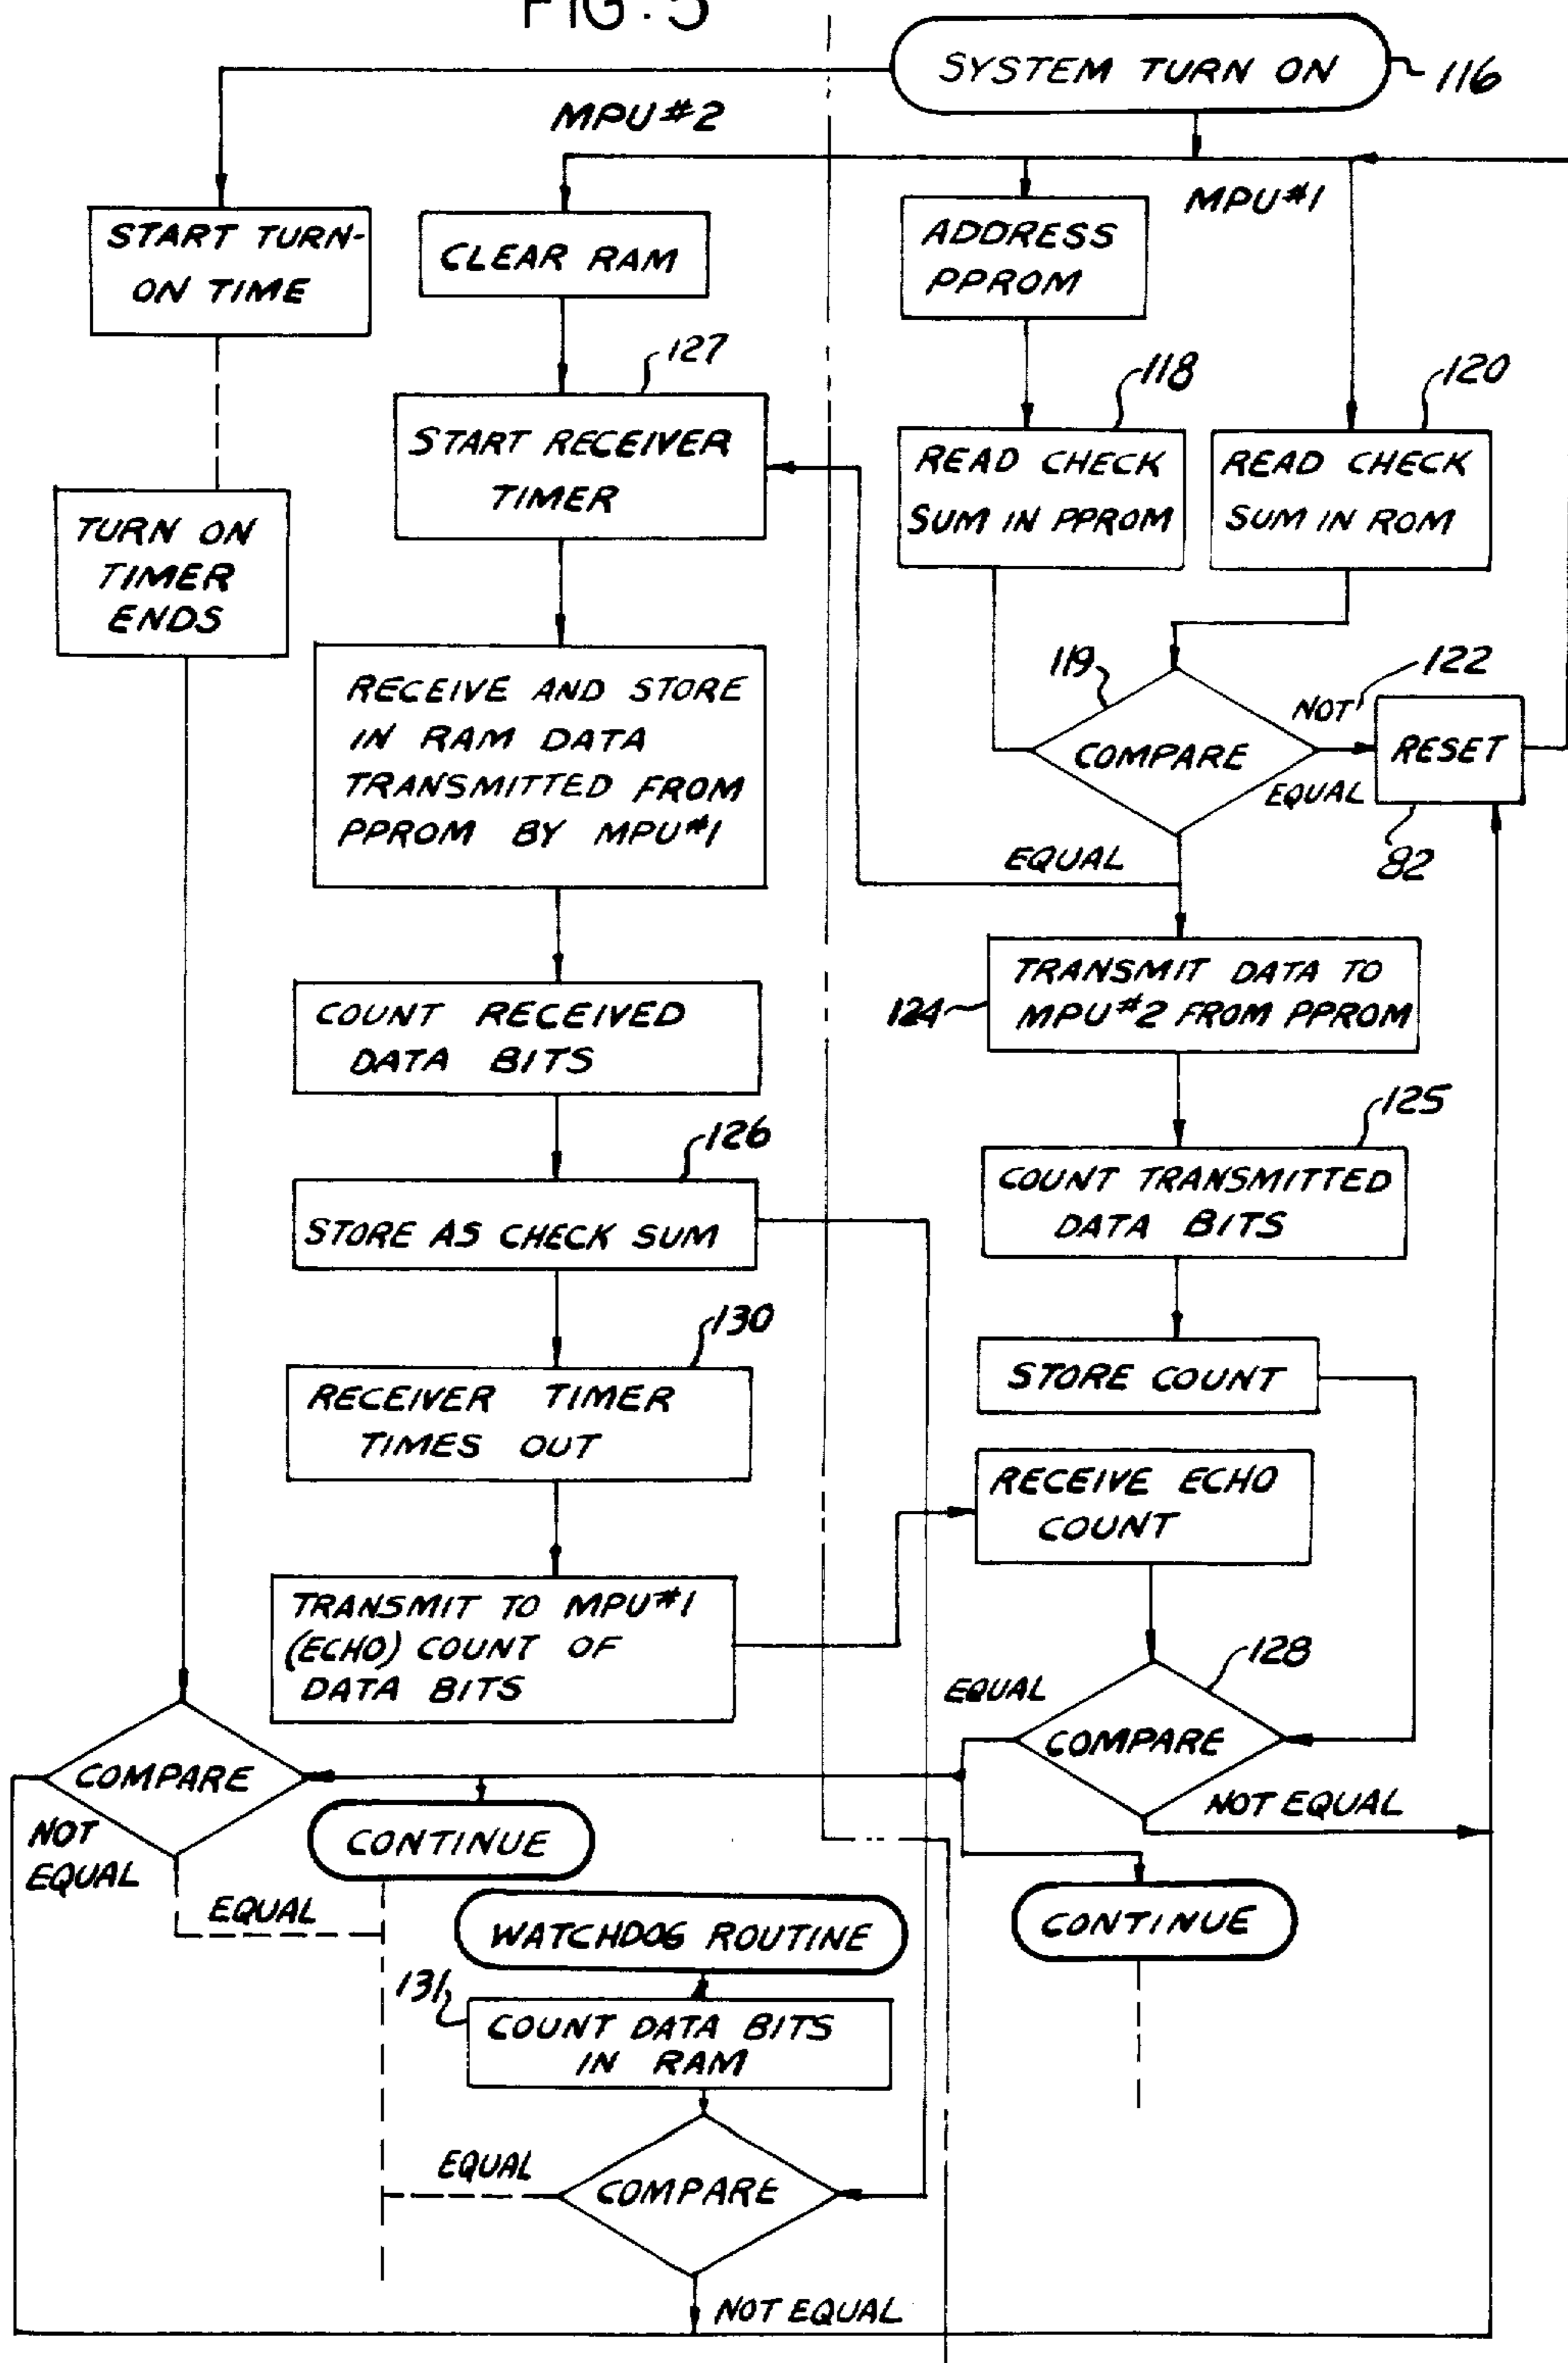 FIG. 5
SYSTEM TURN ON
116
MPU#2
MPU#1
START TURN-
ON TIME
CLEAR RAM
ADDRESS
PPROM
127
118
120
START RECEIVER
TIMER
READ CHECK
SUM IN PPROM
READ CHECK
SUM IN ROM
TURN ON
TIMER
ENDS
119
NOT
122
COMPARE
EQUAL
RESET
82
RECEIVE AND STORE
IN RAM DATA
TRANSMITTED FROM
PPROM BY MPU#1
EQUAL
124
TRANSMIT DATA TO
MPU#2 FROM PPROM
COUNT RECEIVED
DATA BITS
125
COUNT TRANSMITTED
DATA BITS
126
STORE AS CHECK SUM
130
STORE COUNT
RECEIVER TIMER
TIMES OUT
RECEIVE ECHO
COUNT
TRANSMIT TO MPU#1
(ECHO) COUNT OF
DATA BITS
128
EQUAL
COMPARE
NOT EQUAL
COMPARE
NOT
EQUAL
EQUAL
CONTINUE
CONTINUE
WATCHDOG ROUTINE
131
COUNT DATA BITS
IN RAM
EQUAL
COMPARE
NOT EQUAL